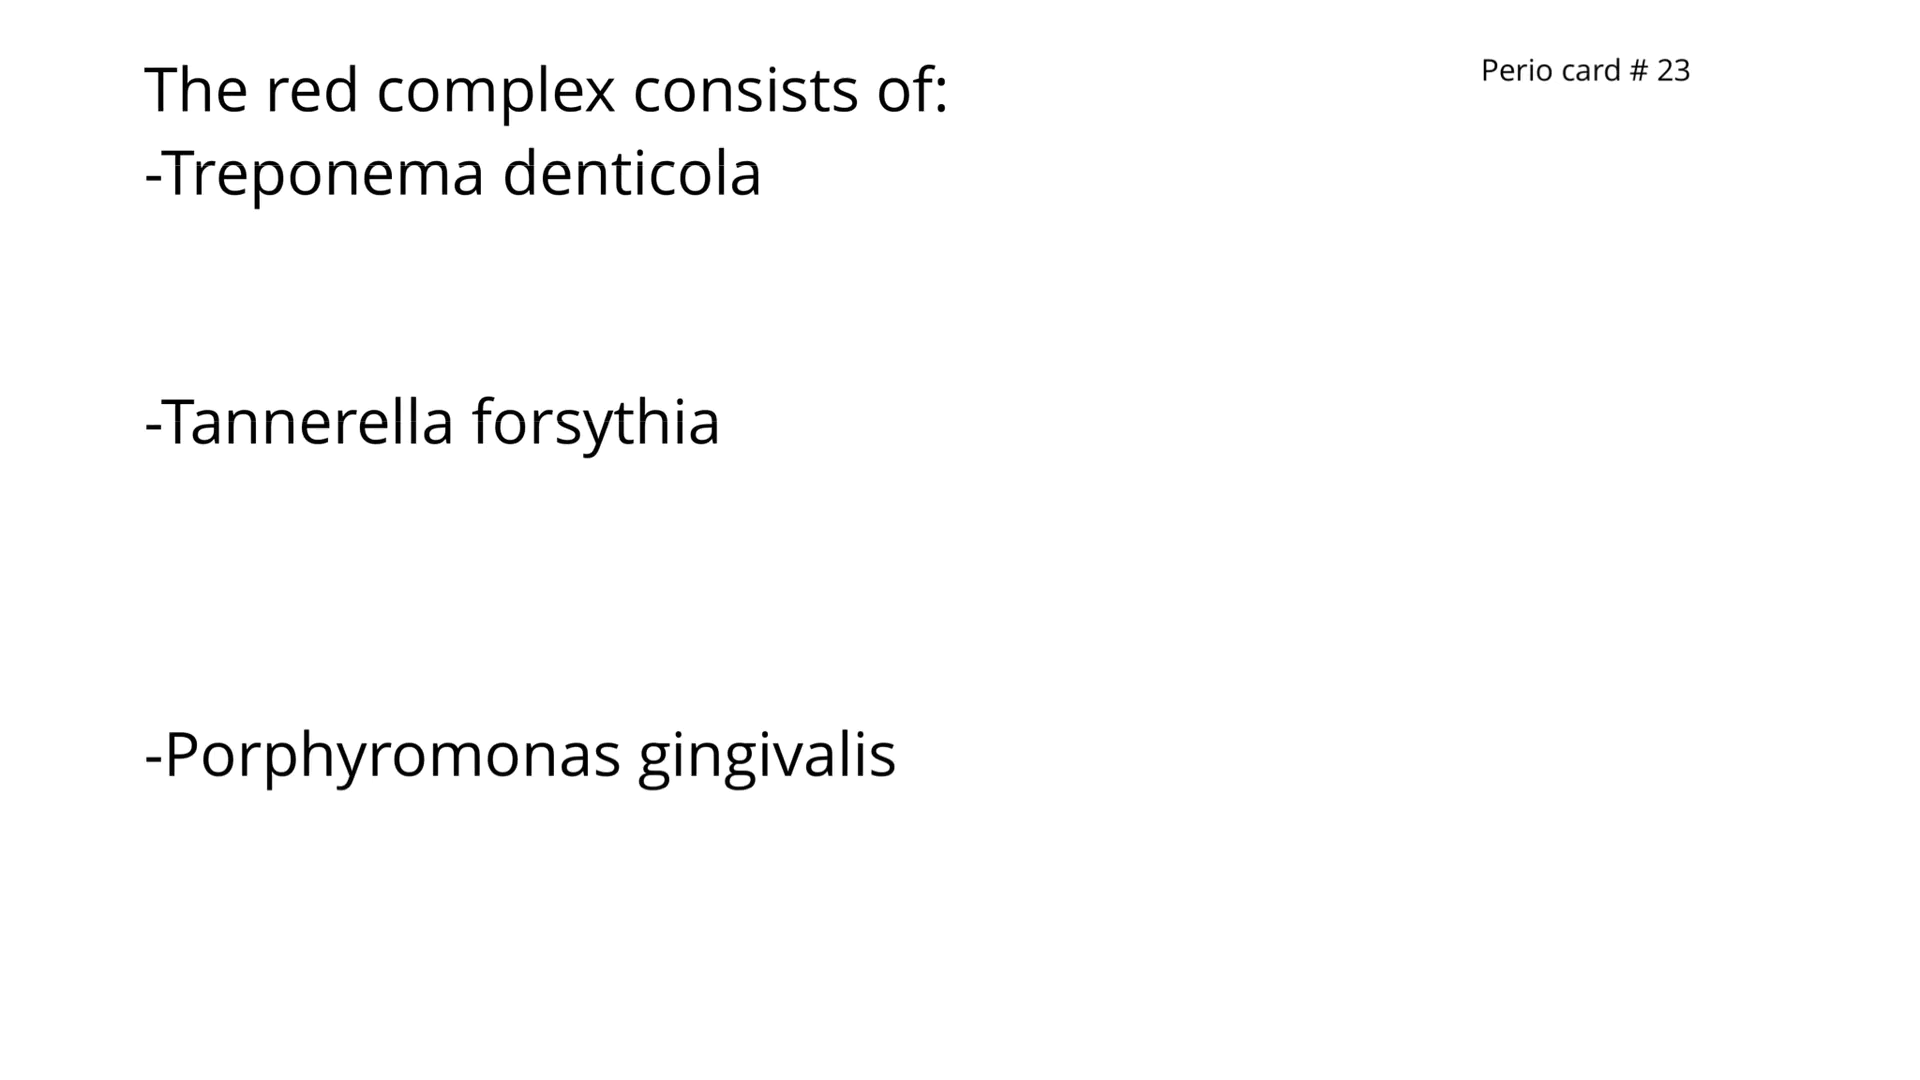 The red complex consists of:
Perio card # 23
-Treponema denticola
-Tannerella forsythia
-Porphyromonas gingivalis